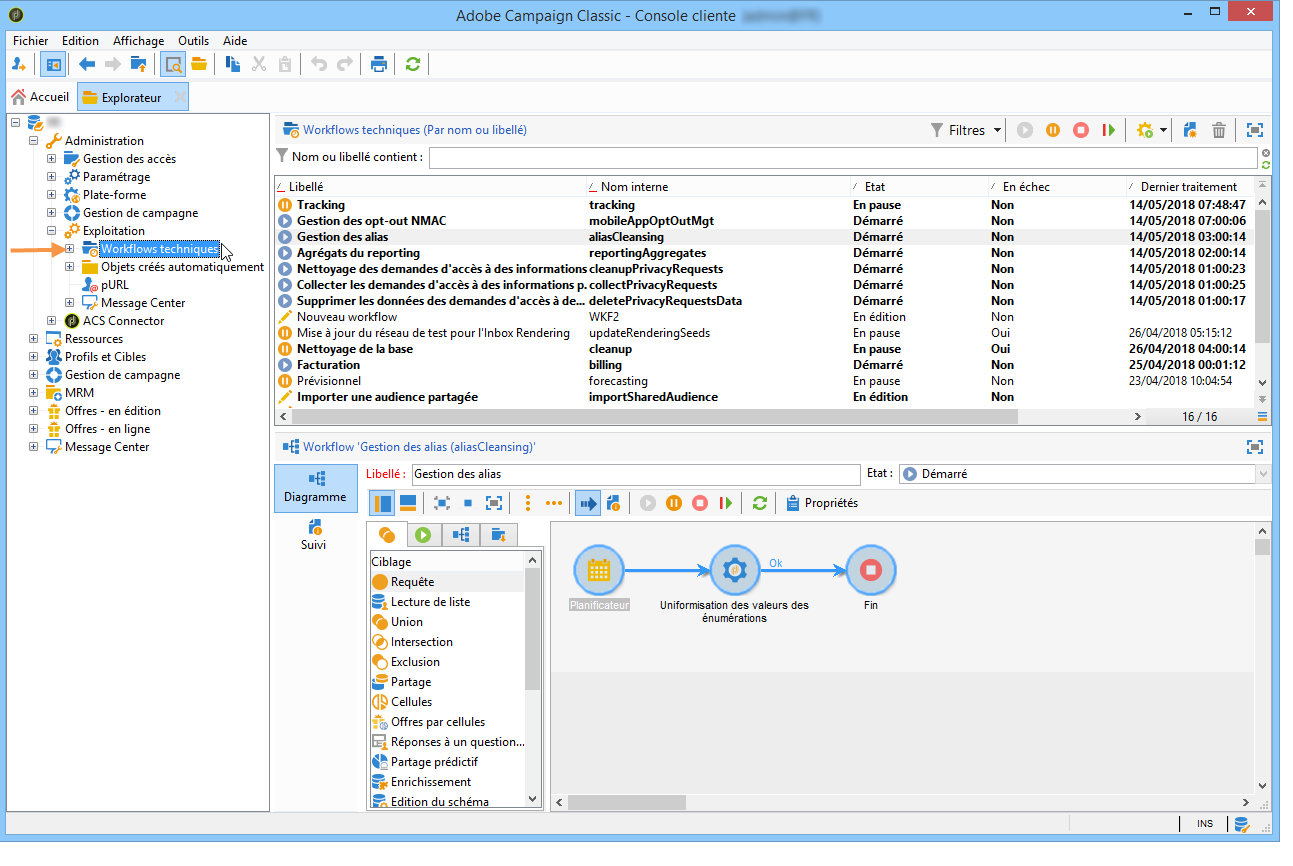 Adobe Campaign Classic - Console cliente
Fichier Edition Affichage Outils Aide
Accueil Explorateur
Administration
Gestion des accès
Paramétrage
Plate-forme
Gestion de campagne
Exploitation
Workflows techniques
Objets créés automatiquement
pURL
Message Center
ACS Connector
Ressources
Profils et Cibles
Gestion de campagne
MRM
Offres - en édition
Offres - en ligne
Message Center
Workflows techniques (Par nom ou libellé) Filtres
Nom ou libellé contient :
Libellé Nom interne Etat En échec Dernier traitement
Tracking tracking En pause Non 14/05/2018 07:48:47
Gestion des opt-out NMAC mobileAppOptOutMgt Démarré Non 14/05/2018 07:00:06
Gestion des alias aliasCleansing Démarré Non 14/05/2018 03:00:14
Agrégats du reporting reportingAggregates Démarré Non 14/05/2018 02:00:14
Nettoyage des demandes d'accès à des informations cleanupPrivacyRequests Démarré Non 14/05/2018 01:00:23
Collecter les demandes d'accès à des informations p. collectPrivacyRequests Démarré Non 14/05/2018 01:00:25
Supprimer les données des demandes d'accès à de... deletePrivacyRequestsData Démarré Non 14/05/2018 01:00:17
Nouveau workflow WKF2 En édition Non
Mise à jour du réseau de test pour l'Inbox Rendering updateRenderingSeeds En pause Oui 26/04/2018 05:15:12
Nettoyage de la base cleanup En pause Oui 26/04/2018 04:00:14
Facturation billing Démarré Non 25/04/2018 00:01:12
Prévisionnel forecasting En pause Non 23/04/2018 10:04:54
Importer une audience partagée importSharedAudience En édition Non
16 / 16
Workflow 'Gestion des alias (aliasCleansing)'
Diagramme
Suivi
Libellé : Gestion des alias Etat : Démarré
Propriétés
Ciblage
Requête
Lecture de liste
Union
Intersection
Exclusion
Partage
Cellules
Offres par cellules
Réponses à un question...
Partage prédictif
Enrichissement
Edition du schéma
Planificateur
Uniformisation des valeurs des
énumérations
Ok
Fin
INS